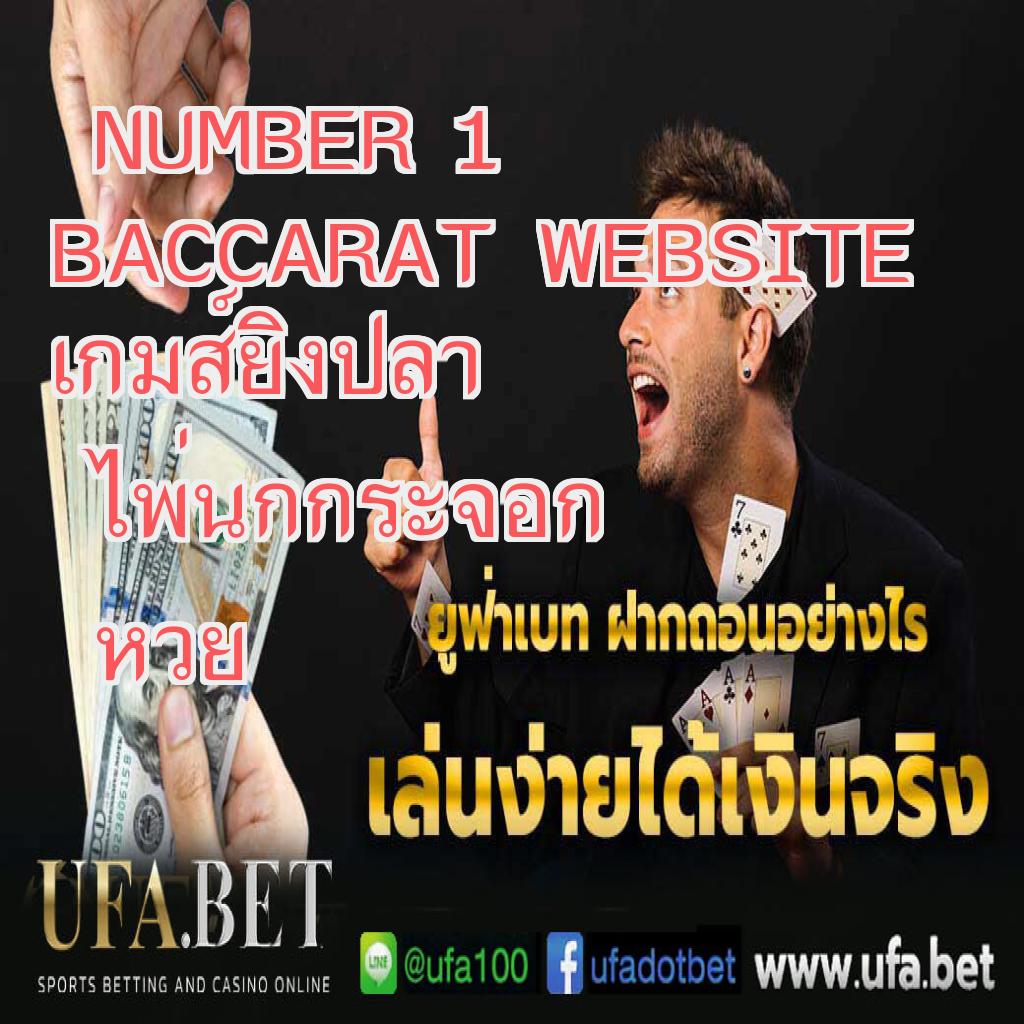 NUMBER 1
BACCARAT WEBSITE
เกมส์ยิงปลา
ไพ่นกกระจอก
หวย
ยูฟ่าเบท ฝากถอนอย่างไร
เล่นง่ายได้เงินจริง
UFA.BET
SPORTS BETTING AND CASINO ONLINE
LINE @ufa100 f ufadotbet www.ufa.bet